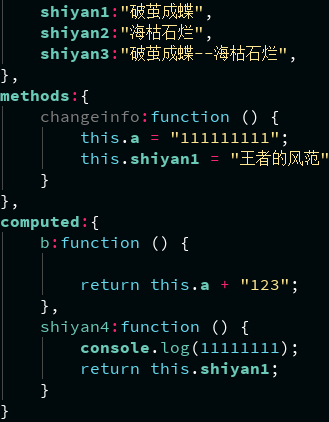 shiyan1:"破茧成蝶",
shiyan2:"海枯石烂",
shiyan3:"破茧成蝶--海枯石烂",
},
methods:{
changeinfo:function () {
this.a = "111111111";
this.shiyan1 = "王者的风范"
}
},
computed:{
b:function () {
return this.a + "123";
},
shiyan4:function () {
console.log(11111111);
return this.shiyan1;
}
}